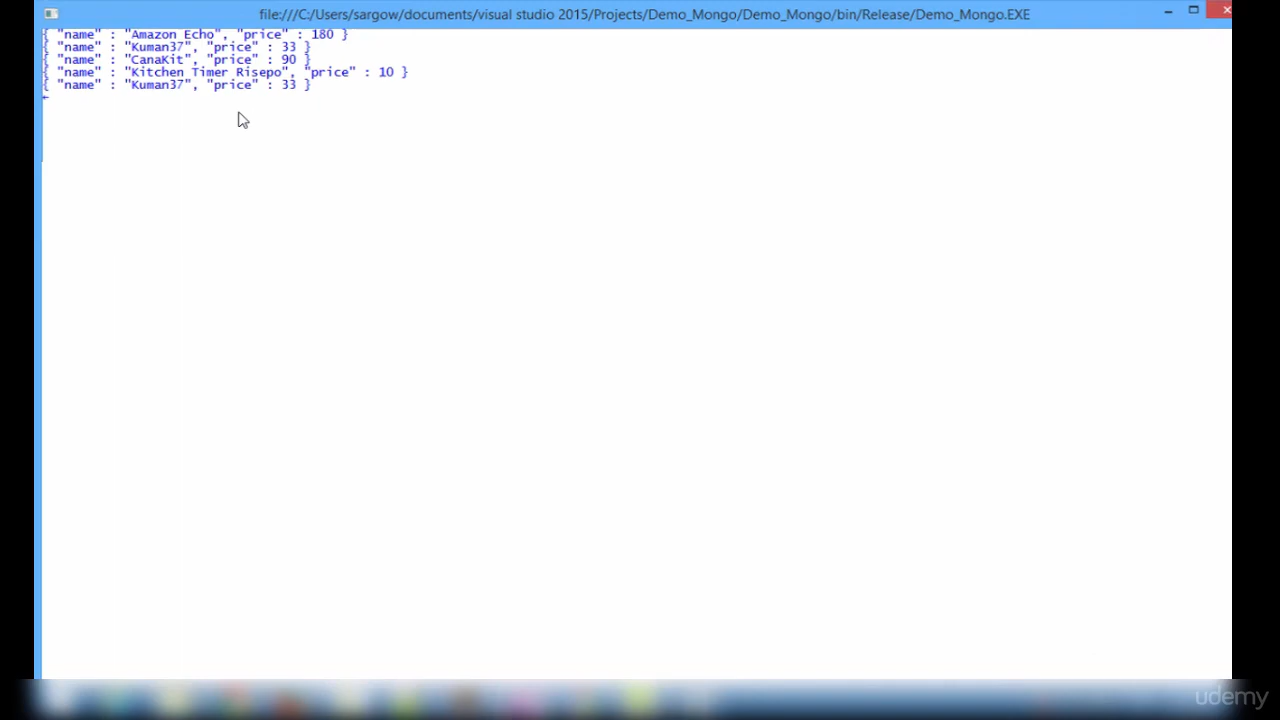 file:///C:/Users/sargow/documents/visual studio 2015/Projects/Demo_Mongo/Demo_Mongo/bin/Release/Demo_Mongo.EXE
{ "name" : "Amazon Echo", "price" : 180 }
{ "name" : "Kuman37", "price" : 33 }
{ "name" : "CanaKit", "price" : 90 }
{ "name" : "Kitchen Timer Risepo", "price" : 10 }
{ "name" : "Kuman37", "price" : 33 }
udemy